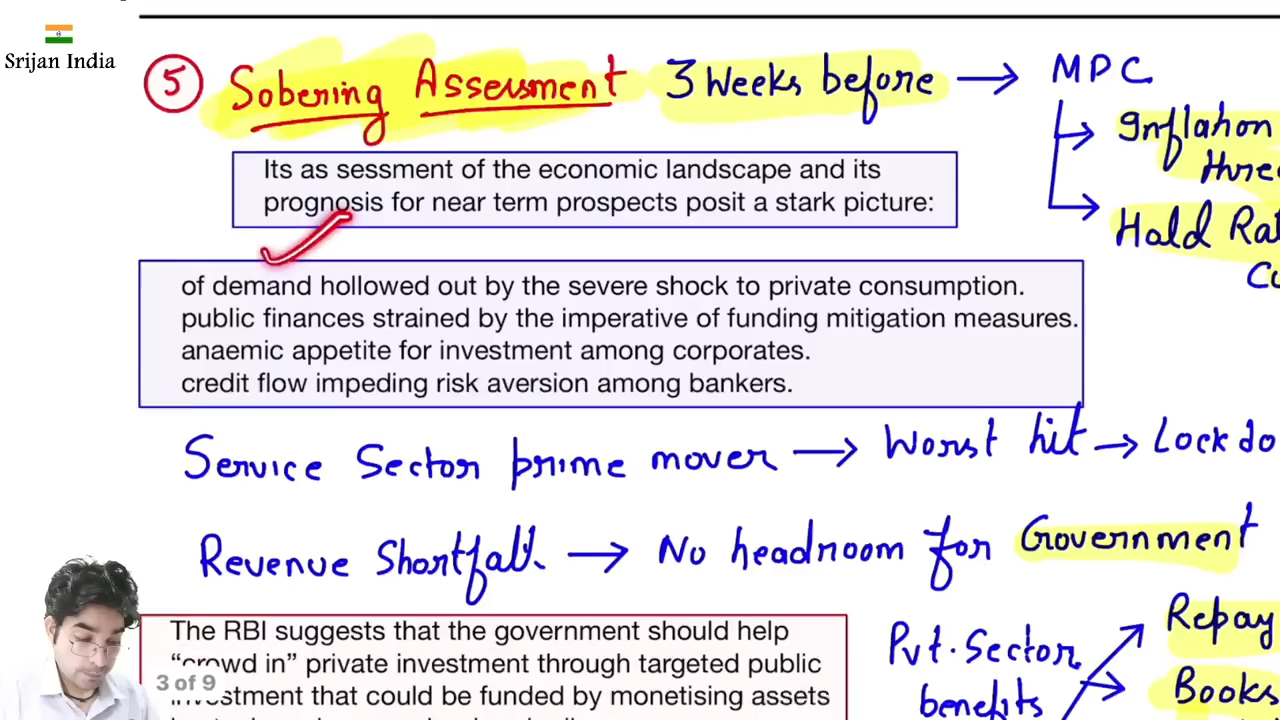 Srijan India
5 Sobering Assessment 3 Weeks before → MPC
Inflation
Hold
Its as sessment of the economic landscape and its
prognosis for near term prospects posit a stark picture:
of demand hollowed out by the severe shock to private consumption.
public finances strained by the imperative of funding mitigation measures.
anaemic appetite for investment among corporates.
credit flow impeding risk aversion among bankers.
Service Sector prime mover → Worst hit → Lock do
Revenue Shortfall. → No headroom for Government
The RBI suggests that the government should help
"crowd in" private investment through targeted public
investment that could be funded by monetising assets
3 of 9
Pvt. Sector benefits
Repay
Books